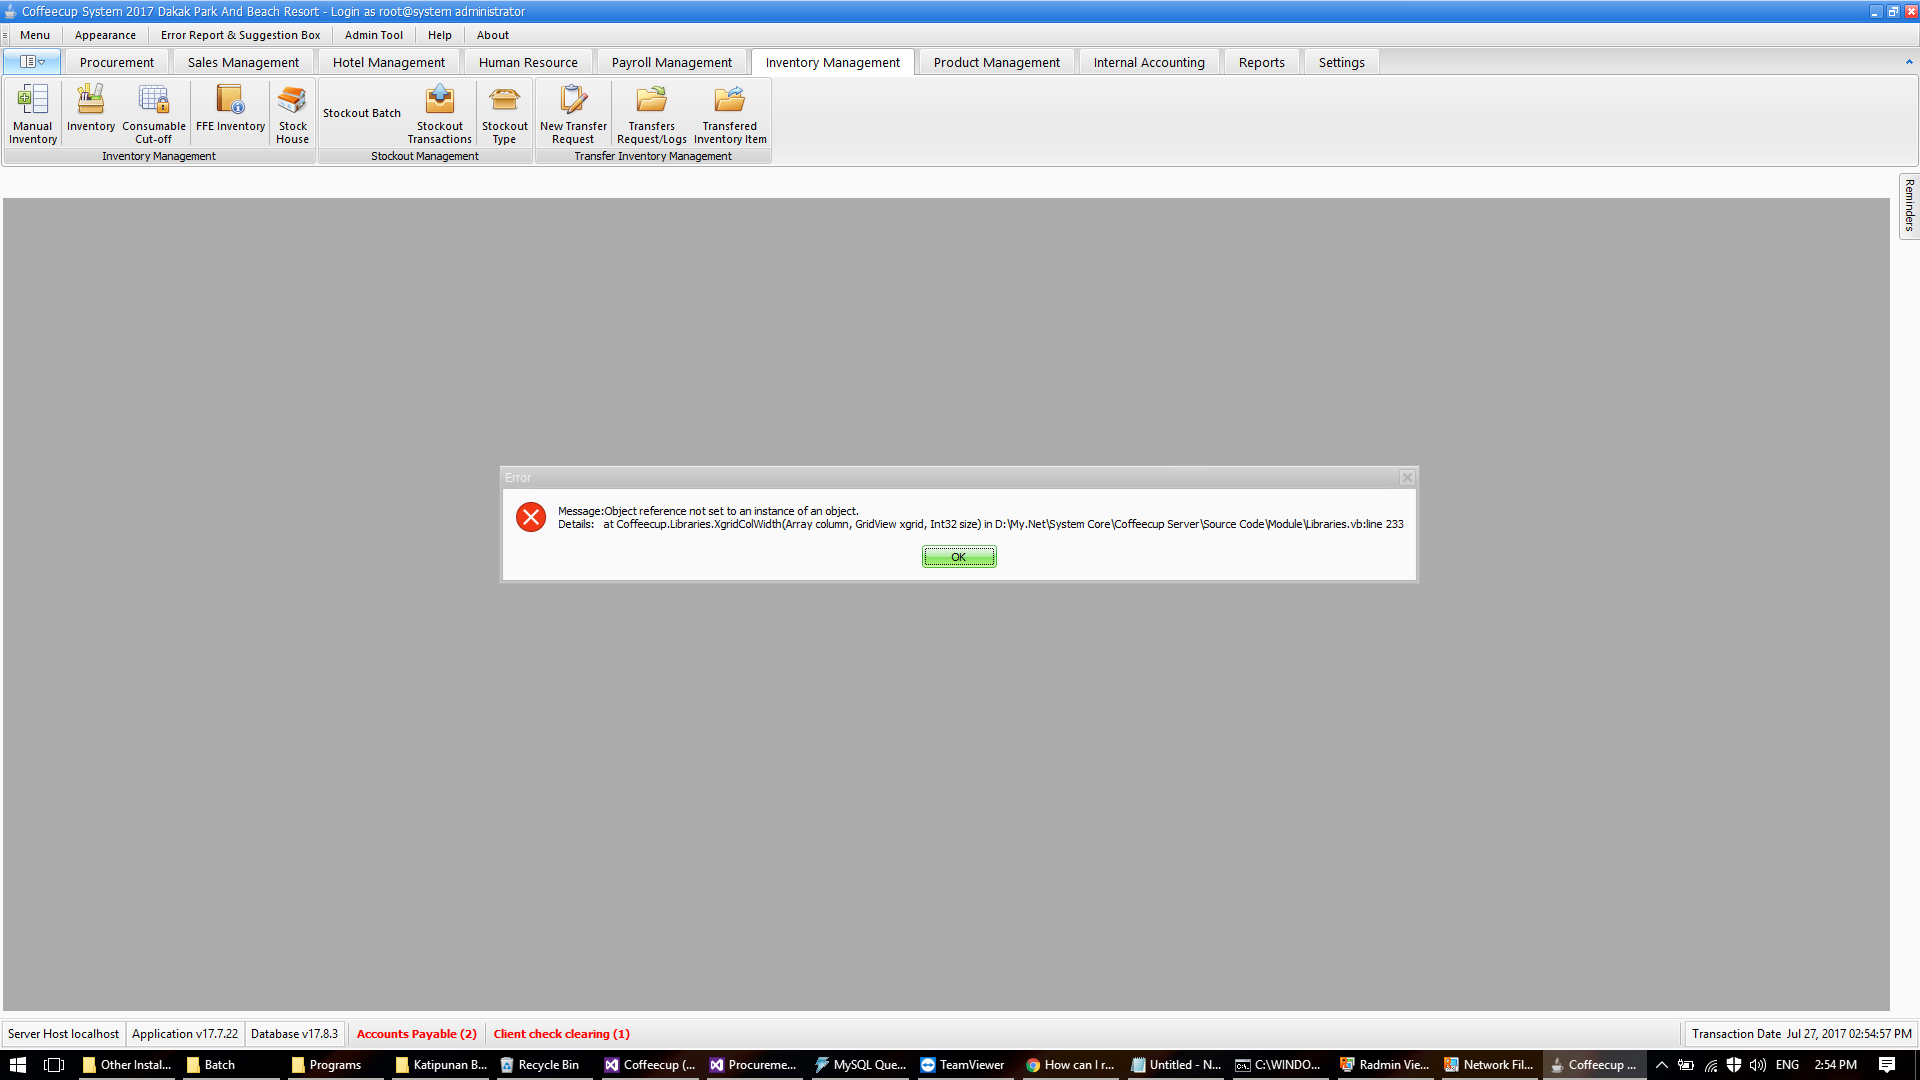 Coffeecup System 2017 Dakak Park And Beach Resort - Login as root@system administrator
Menu Appearance Error Report & Suggestion Box Admin Tool Help About
Procurement Sales Management Hotel Management Human Resource Payroll Management Inventory Management Product Management Internal Accounting Reports Settings
Manual Inventory
Inventory
Consumable Cut-off
FFE Inventory
Stock House
Inventory Management
Stockout Batch
Stockout Transactions
Stockout Type
Stockout Management
New Transfer Request
Transfers Request/Logs
Transfered Inventory Item
Transfer Inventory Management
Reminders
Error
Message:Object reference not set to an instance of an object.
Details: at Coffeecup.Libraries.XgridColWidth(Array column, GridView xgrid, Int32 size) in D:\My.Net\System Core\Coffeecup Server\Source Code\Module\Libraries.vb:line 233
OK
Server Host localhost Application v17.7.22 Database v17.8.3 Accounts Payable (2) Client check clearing (1) Transaction Date Jul 27, 2017 02:54:57 PM
Other Instal... Batch Programs Katipunan B... Recycle Bin Coffeecup (... Procureme... MySQL Que... TeamViewer How can I r... Untitled - N... C:\WINDO... Radmin Vie... Network Fil... Coffeecup ... ENG 2:54 PM